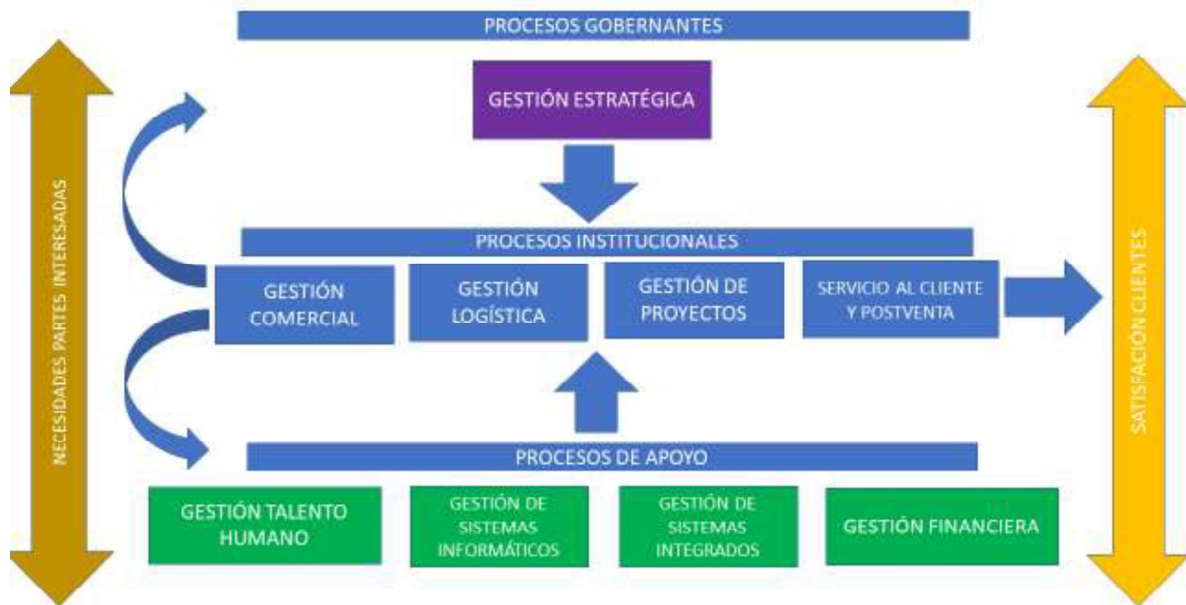 PROCESOS GOBERNANTES
GESTIÓN ESTRATÉGICA
NECESIDADES PARTES INTERESADAS
PROCESOS INSTITUCIONALES
GESTIÓN
COMERCIAL
GESTIÓN
LOGÍSTICA
GESTIÓN DE
PROYECTOS
SERVICIO AL CLIENTE
Y POSTVENTA
SATISFACIÓN CLIENTES
PROCESOS DE APOYO
GESTIÓN TALENTO
HUMANO
GESTIÓN DE
SISTEMAS
INFORMÁTICOS
GESTIÓN DE
SISTEMAS
INTEGRADOS
GESTIÓN FINANCIERA